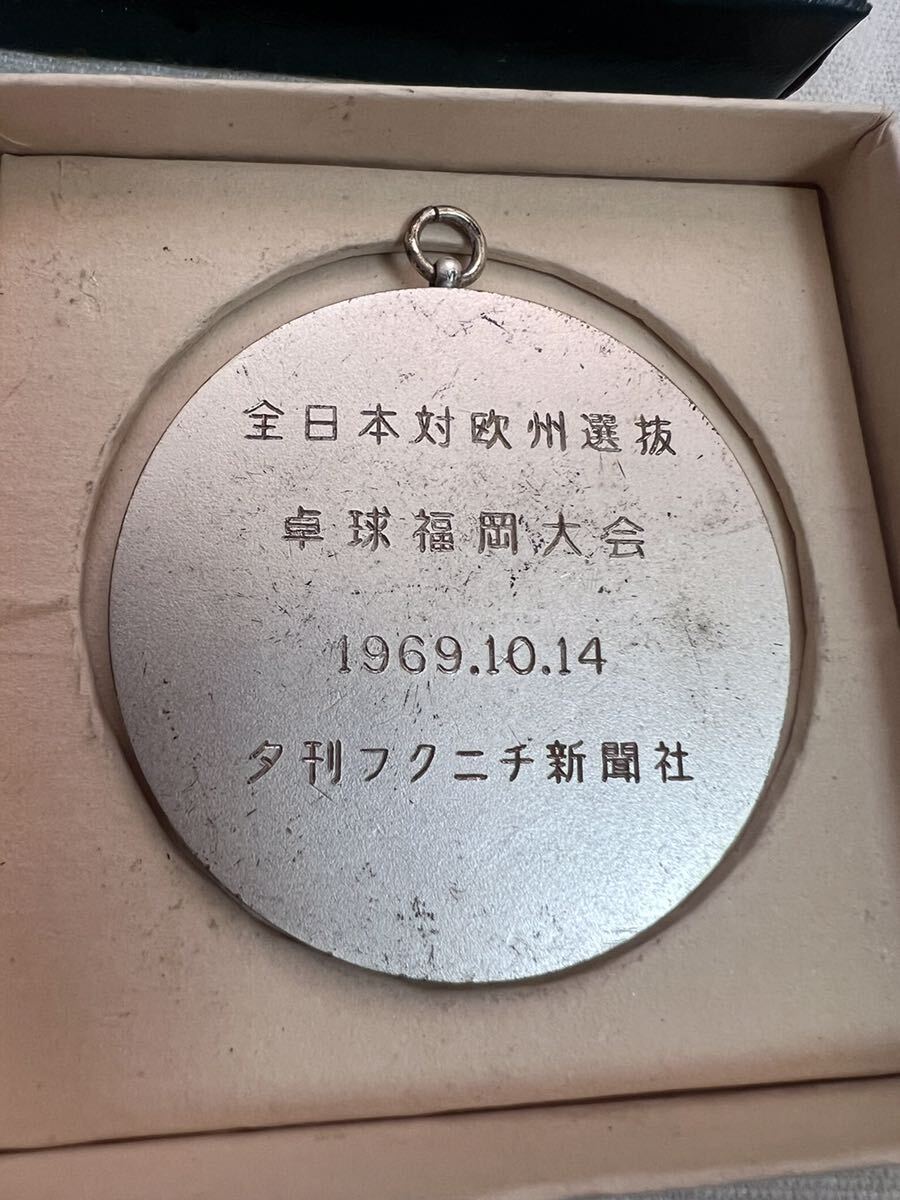 全日本対欧州選抜
卓球福岡大会
1969.10.14
夕刊フクニチ新聞社